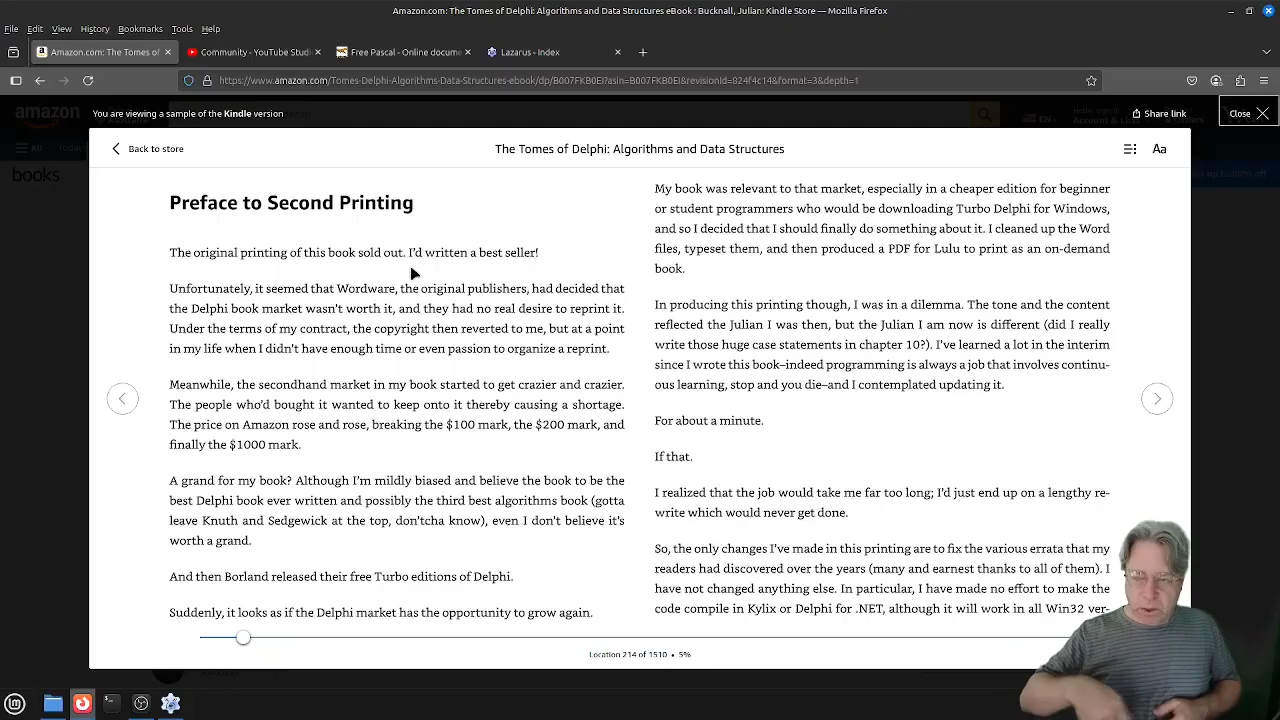 Amazon.com: The Tomes of Delphi: Algorithms and Data Structures eBook : Bucknall, Julian: Kindle Store — Mozilla Firefox
File Edit View History Bookmarks Tools Help
Amazon.com: The Tomes of
Community - YouTube Studi
Free Pascal - Online docume
Lazarus - Index
https://www.amazon.com/Tomes-Delphi-Algorithms-Data-Structures-ebook/dp/B007FKB0EI?asin=B007FKB0EI&revisionId=824f4c14&format=3&depth=1
amazon
You are viewing a sample of the Kindle version
EN
Share link
Close
All
books
Back to store
The Tomes of Delphi: Algorithms and Data Structures
Aa
Preface to Second Printing
The original printing of this book sold out. I’d written a best seller!
Unfortunately, it seemed that Wordware, the original publishers, had decided that
the Delphi book market wasn’t worth it, and they had no real desire to reprint it.
Under the terms of my contract, the copyright then reverted to me, but at a point
in my life when I didn’t have enough time or even passion to organize a reprint.
Meanwhile, the secondhand market in my book started to get crazier and crazier.
The people who’d bought it wanted to keep onto it thereby causing a shortage.
The price on Amazon rose and rose, breaking the $100 mark, the $200 mark, and
finally the $1000 mark.
A grand for my book? Although I’m mildly biased and believe the book to be the
best Delphi book ever written and possibly the third best algorithms book (gotta
leave Knuth and Sedgewick at the top, don’tcha know), even I don’t believe it’s
worth a grand.
And then Borland released their free Turbo editions of Delphi.
Suddenly, it looks as if the Delphi market has the opportunity to grow again.
My book was relevant to that market, especially in a cheaper edition for beginner
or student programmers who would be downloading Turbo Delphi for Windows,
and so I decided that I should finally do something about it. I cleaned up the Word
files, typeset them, and then produced a PDF for Lulu to print as an on-demand
book.
In producing this printing though, I was in a dilemma. The tone and the content
reflected the Julian I was then, but the Julian I am now is different (did I really
write those huge case statements in chapter 10?). I’ve learned a lot in the interim
since I wrote this book–indeed programming is always a job that involves continu-
ous learning, stop and you die–and I contemplated updating it.
For about a minute.
If that.
I realized that the job would take me far too long; I’d just end up on a lengthy re-
write which would never get done.
So, the only changes I’ve made in this printing are to fix the various errata that my
readers had discovered over the years (many and earnest thanks to all of them). I
have not changed anything else. In particular, I have made no effort to make the
code compile in Kylix or Delphi for .NET, although it will work in all Win32 ver-
Location 214 of 1510 • 5%